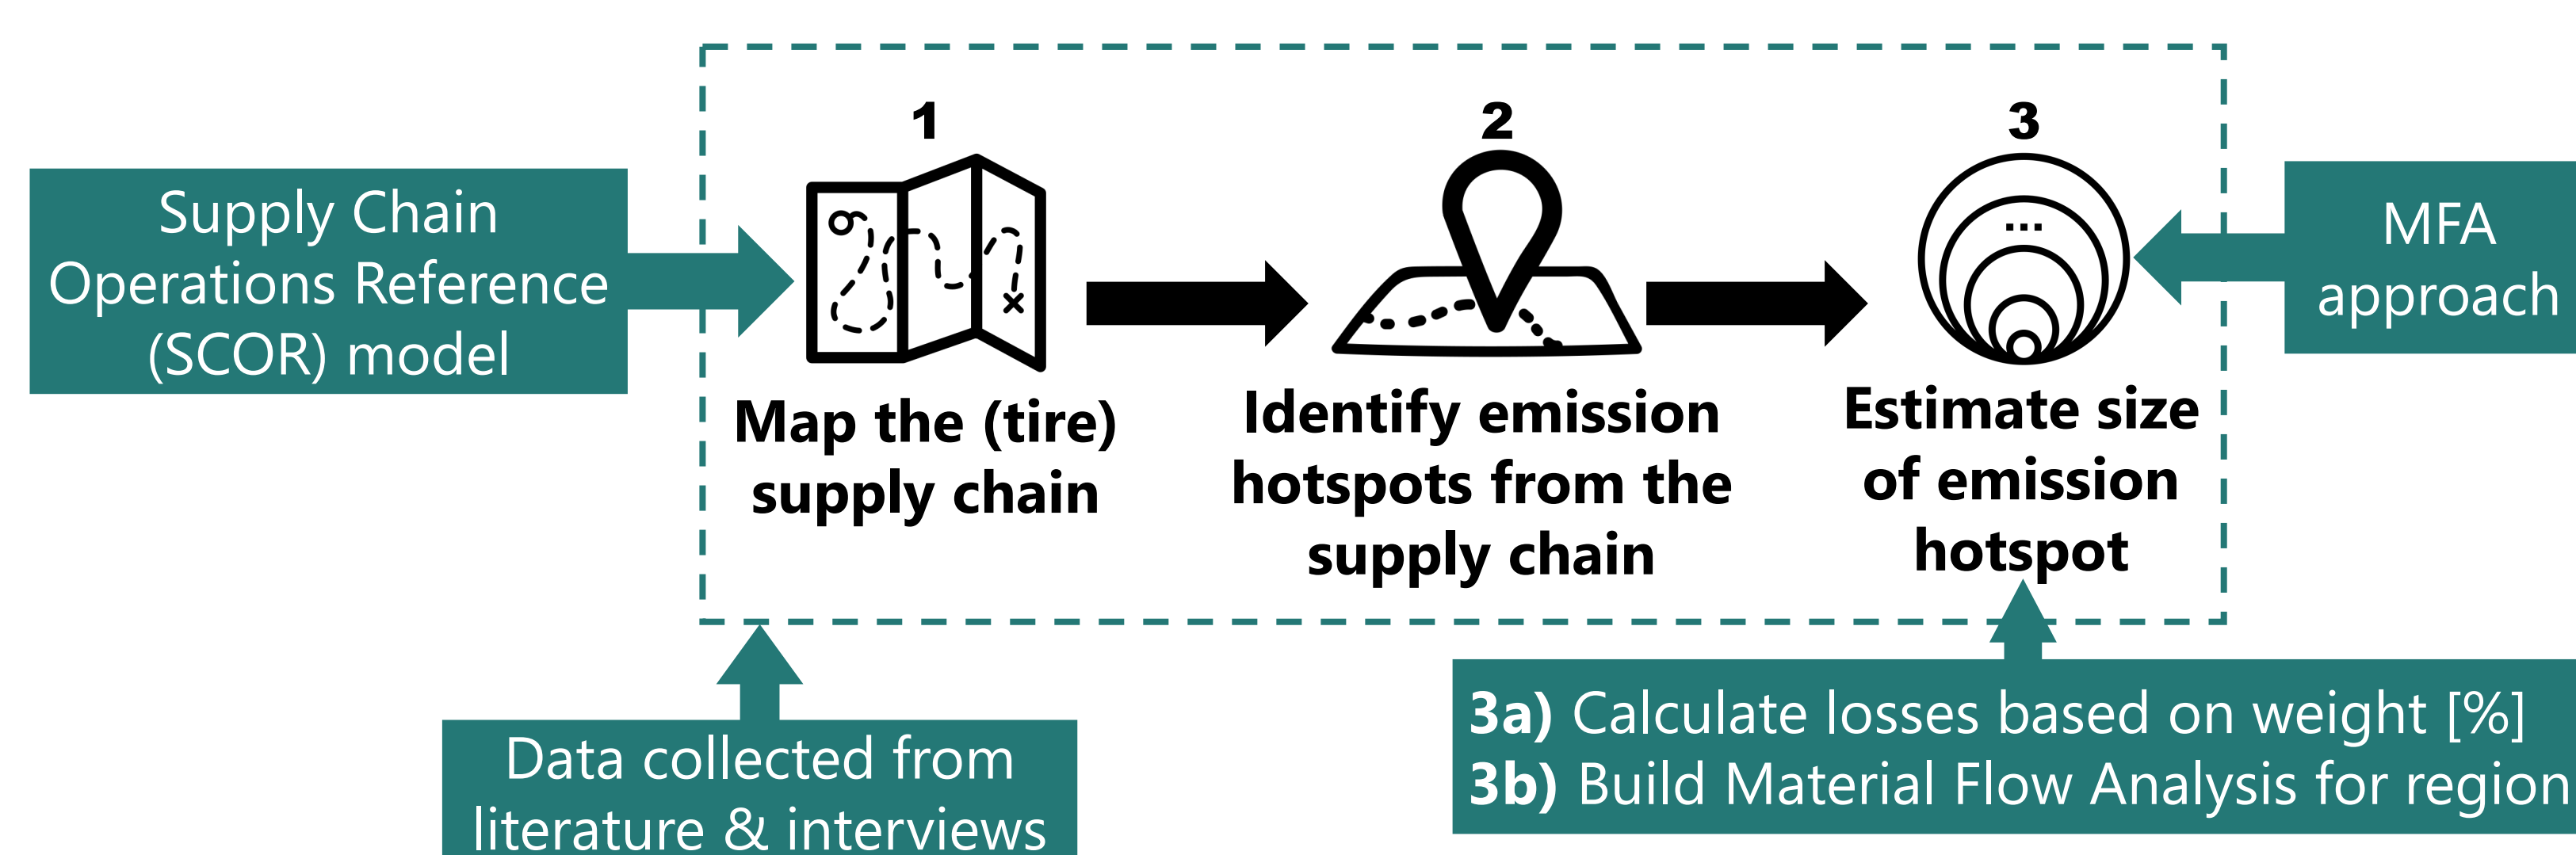 Supply Chain
Operations Reference
(SCOR) model
1
Map the (tire)
supply chain
2
Identify emission
hotspots from the
supply chain
3
...
Estimate size
of emission
hotspot
MFA
approach
Data collected from
literature & interviews
3a) Calculate losses based on weight [%]
3b) Build Material Flow Analysis for region